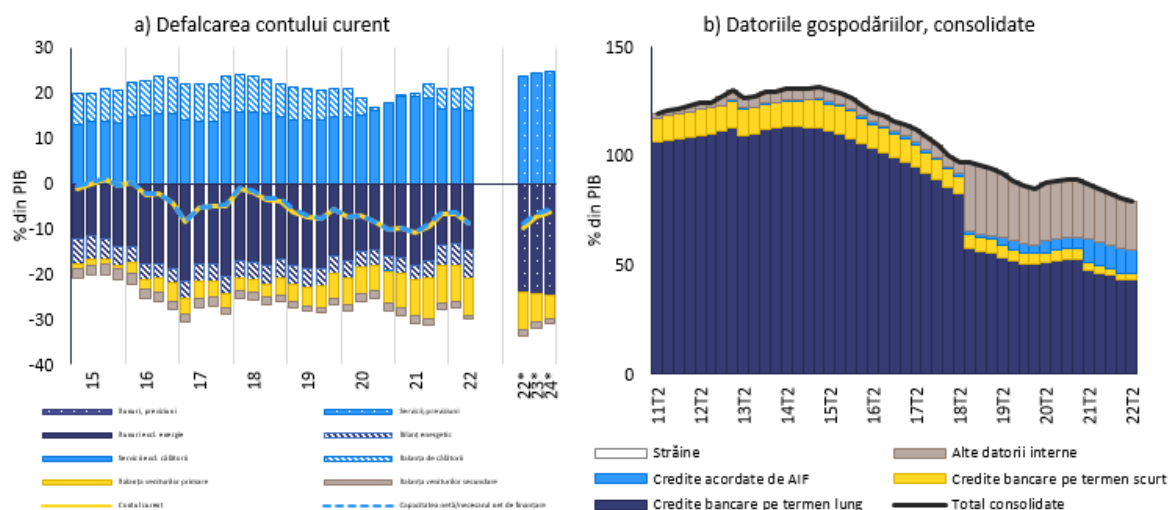 a) Defalcarea contului curent
% din PIB
30
20
10
0
-10
-20
-30
-40
15
16
17
18
19
20
21
22
22*
23*
24*
Bunuri, previziuni
Servicii, previziuni
Bunuri excl. energie
Bilanț energetic
Servicii excl. călătorii
Balanța de călătorii
Balanța veniturilor primare
Balanța veniturilor secundare
Contul curent
Capacitatea netă/necesarul net de finanțare
b) Datoriile gospodăriilor, consolidate
% din PIB
150
100
50
0
11T2
12T2
13T2
14T2
15T2
16T2
17T2
18T2
19T2
20T2
21T2
22T2
Străine
Alte datorii interne
Credite acordate de AIF
Credite bancare pe termen scurt
Credite bancare pe termen lung
Total consolidate